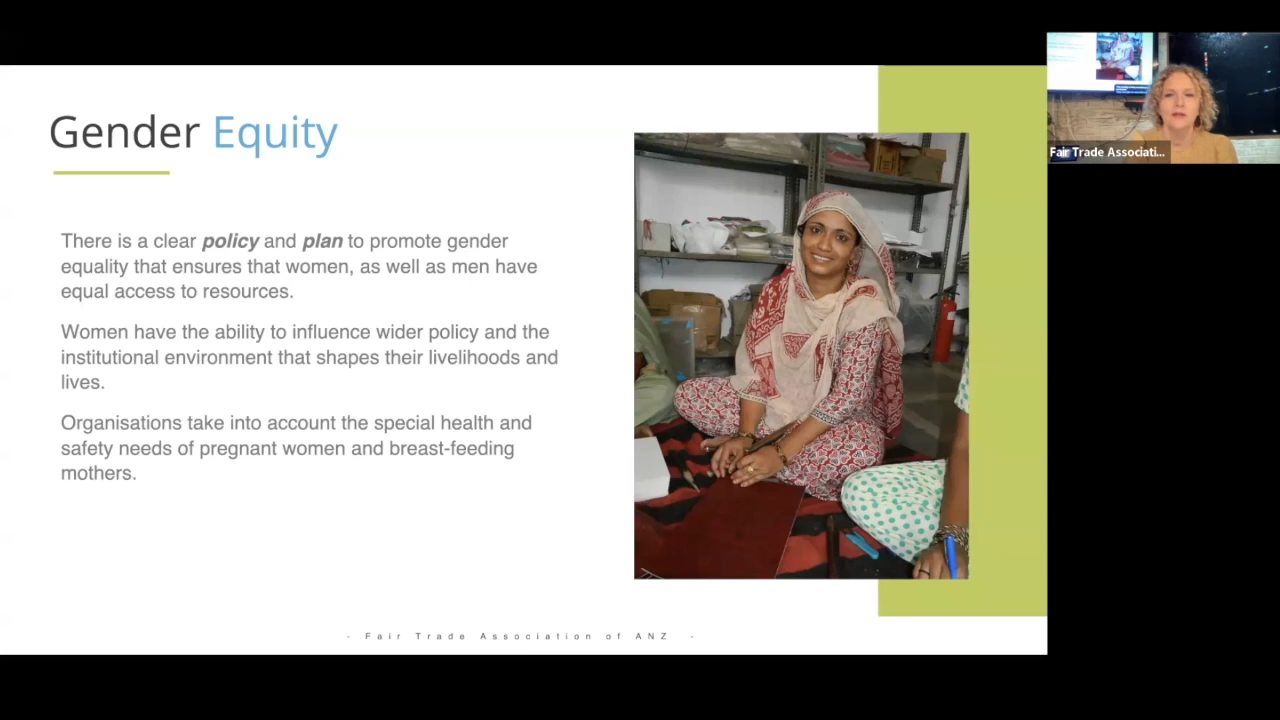 Gender Equity
There is a clear policy and plan to promote gender
equality that ensures that women, as well as men have
equal access to resources.
Women have the ability to influence wider policy and the
institutional environment that shapes their livelihoods and
lives.
Organisations take into account the special health and
safety needs of pregnant women and breast-feeding
mothers.
- Fair Trade Association of ANZ -
Fair Trade Associati...